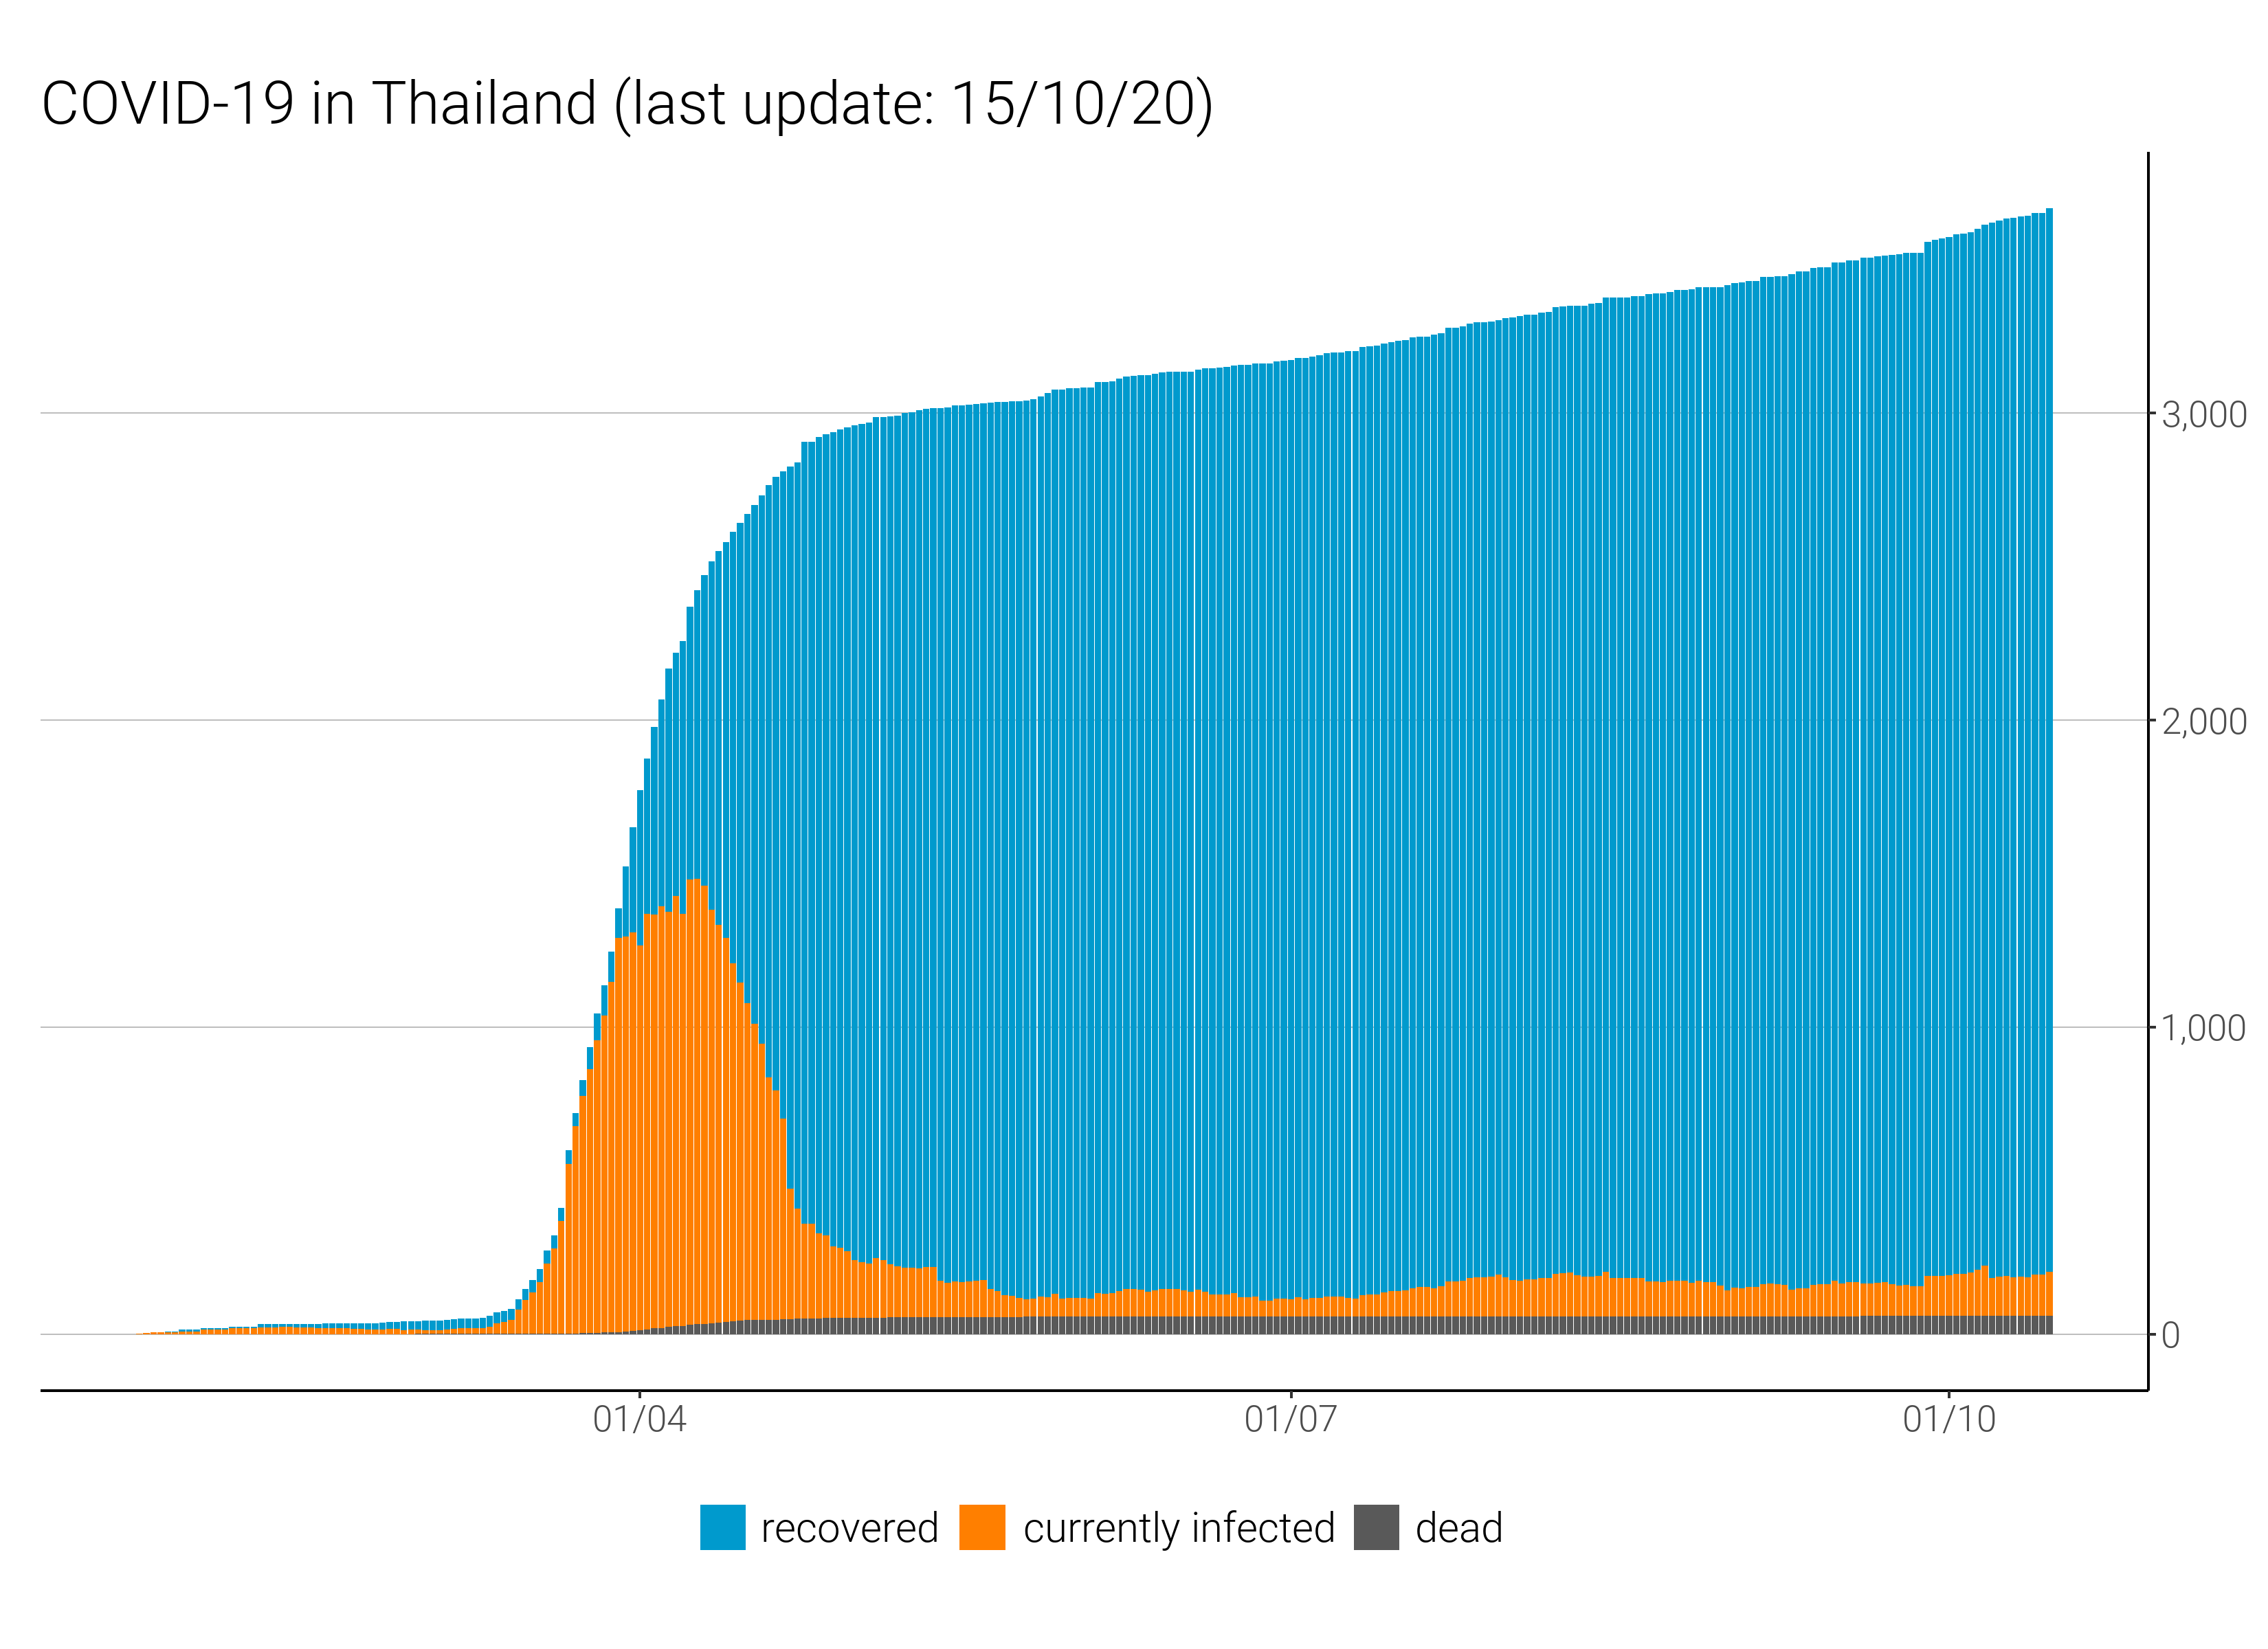 COVID-19 in Thailand (last update: 15/10/20)
3,000
2,000
1,000
0
01/04 01/07 01/10
recovered currently infected dead